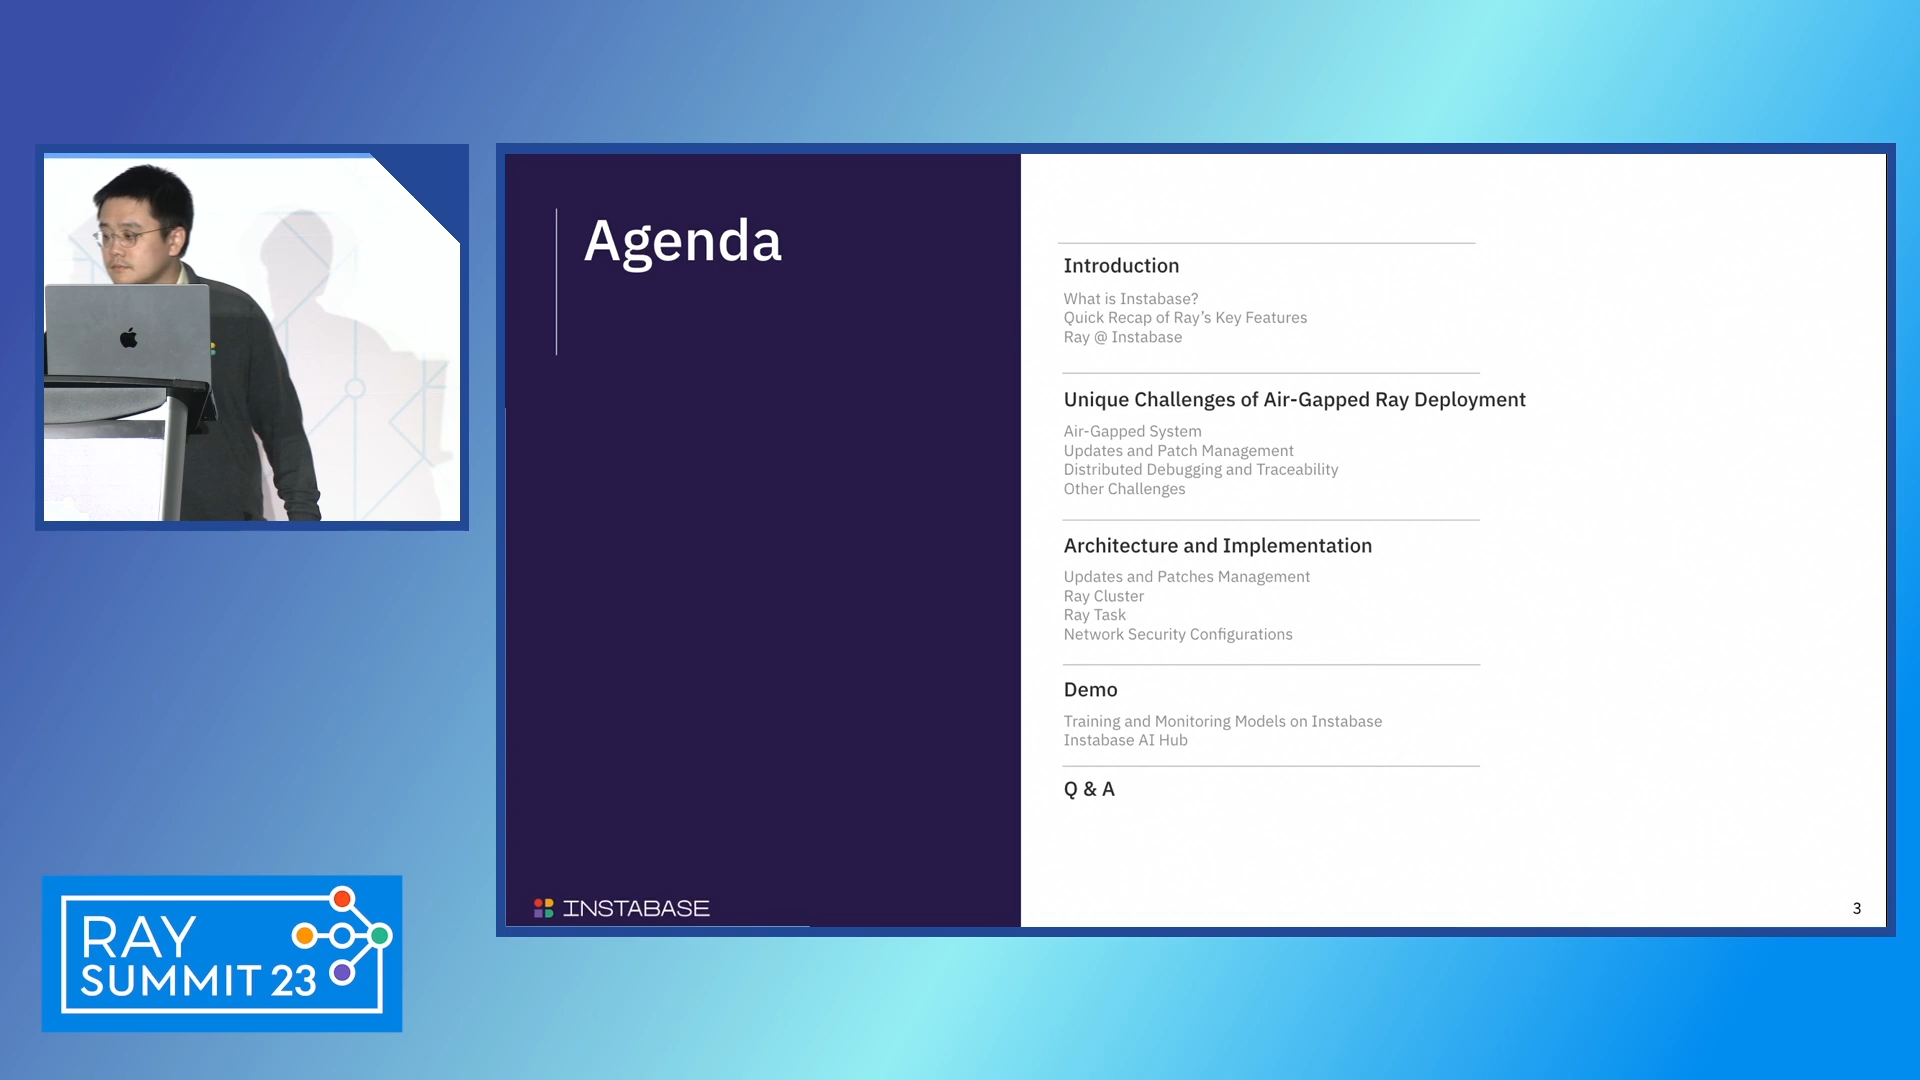 Agenda
Introduction
What is Instabase?
Quick Recap of Ray’s Key Features
Ray @ Instabase
Unique Challenges of Air-Gapped Ray Deployment
Air-Gapped System
Updates and Patch Management
Distributed Debugging and Traceability
Other Challenges
Architecture and Implementation
Updates and Patches Management
Ray Cluster
Ray Task
Network Security Configurations
Demo
Training and Monitoring Models on Instabase
Instabase AI Hub
Q & A
INSTABASE
3
RAY
SUMMIT 23